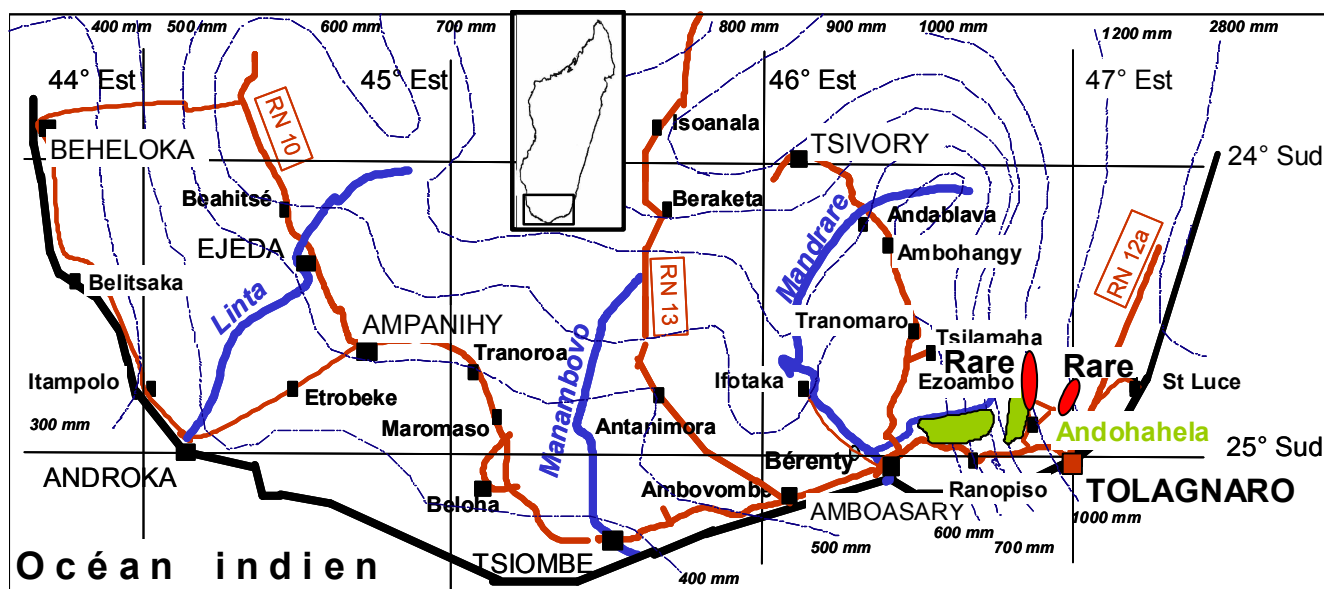 400 mm
500 mm
600 mm
700 mm
800 mm
900 mm
1000 mm
1200 mm
2800 mm
44° Est
45° Est
46° Est
47° Est
RN 10
Isoanala
BEHELOKA
TSIVORY
24° Sud
Beahitsé
Beraketa
Andablava
EJEDA
Ambohangy
Mandrare
RN 12a
Belitsaka
Linta
RN 13
AMPANIHY
Tranomaro
Tsilamaha
Tranoroa
Manambovo
Rare
Rare
Itampolo
Etrobeke
Ifotaka
Ezoambo
St Luce
300 mm
Maromaso
Antanimora
Andohahela
25° Sud
ANDROKA
Bérenty
Beloha
Ambovombe
Ranopiso
TOLAGNARO
AMBOASARY
1000 mm
600 mm
500 mm
700 mm
Océan indien
TSIOMBE
400 mm